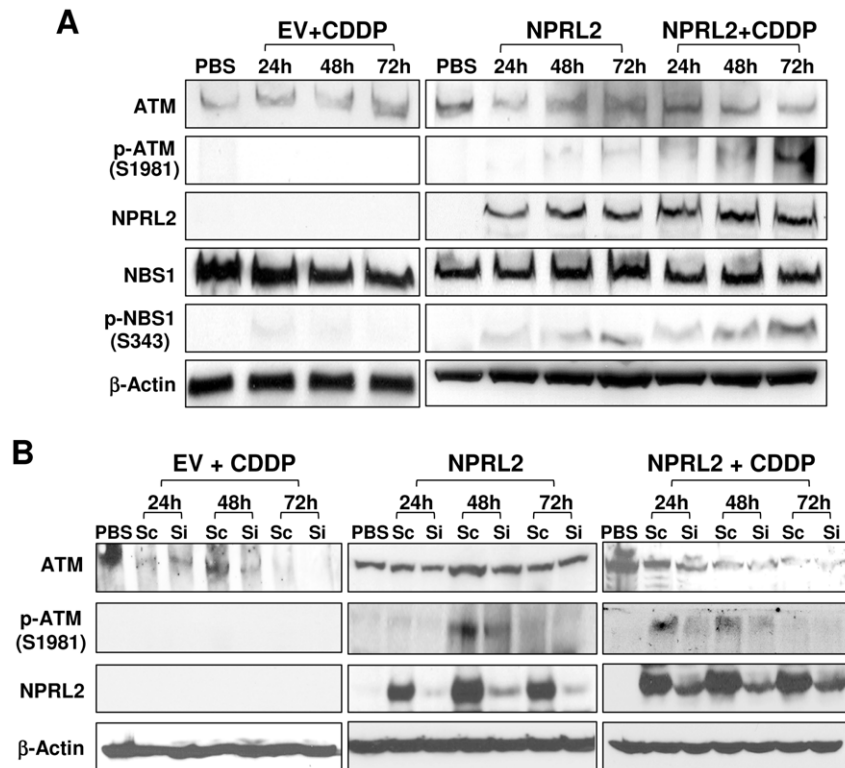 A
EV+CDDP NPRL2 NPRL2+CDDP
PBS 24h 48h 72h PBS 24h 48h 72h 24h 48h 72h
ATM
p-ATM
(S1981)
NPRL2
NBS1
p-NBS1
(S343)
β-Actin
B
EV + CDDP NPRL2 NPRL2 + CDDP
24h 48h 72h 24h 48h 72h 24h 48h 72h
PBS Sc Si Sc Si Sc Si PBS Sc Si Sc Si Sc Si PBS Sc Si Sc Si Sc Si
ATM
p-ATM
(S1981)
NPRL2
β-Actin